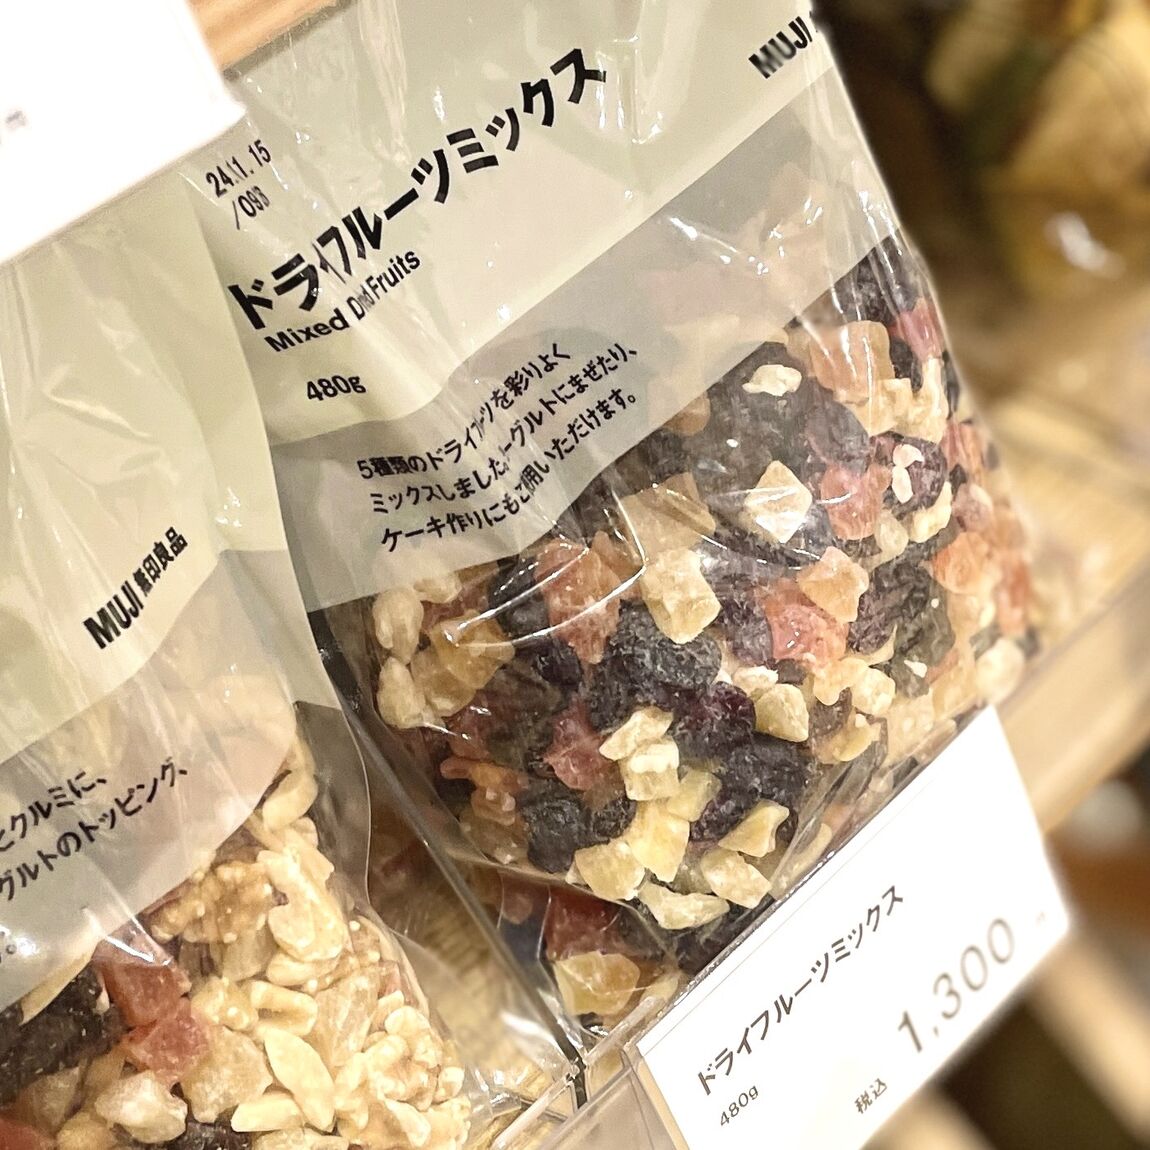 24.11.15
/09B
ドライフルーツミックス
Mixed Dried Fruits
480g
5種類のドライフルーツを彩りよく
ミックスしました。ヨーグルトにまぜたり、
ケーキ作りにもご利用いただけます。
MUJI
MUJI 無印良品
とクルミに、
グルトのトッピング、
ドライフルーツミックス
480g
税込
1,300